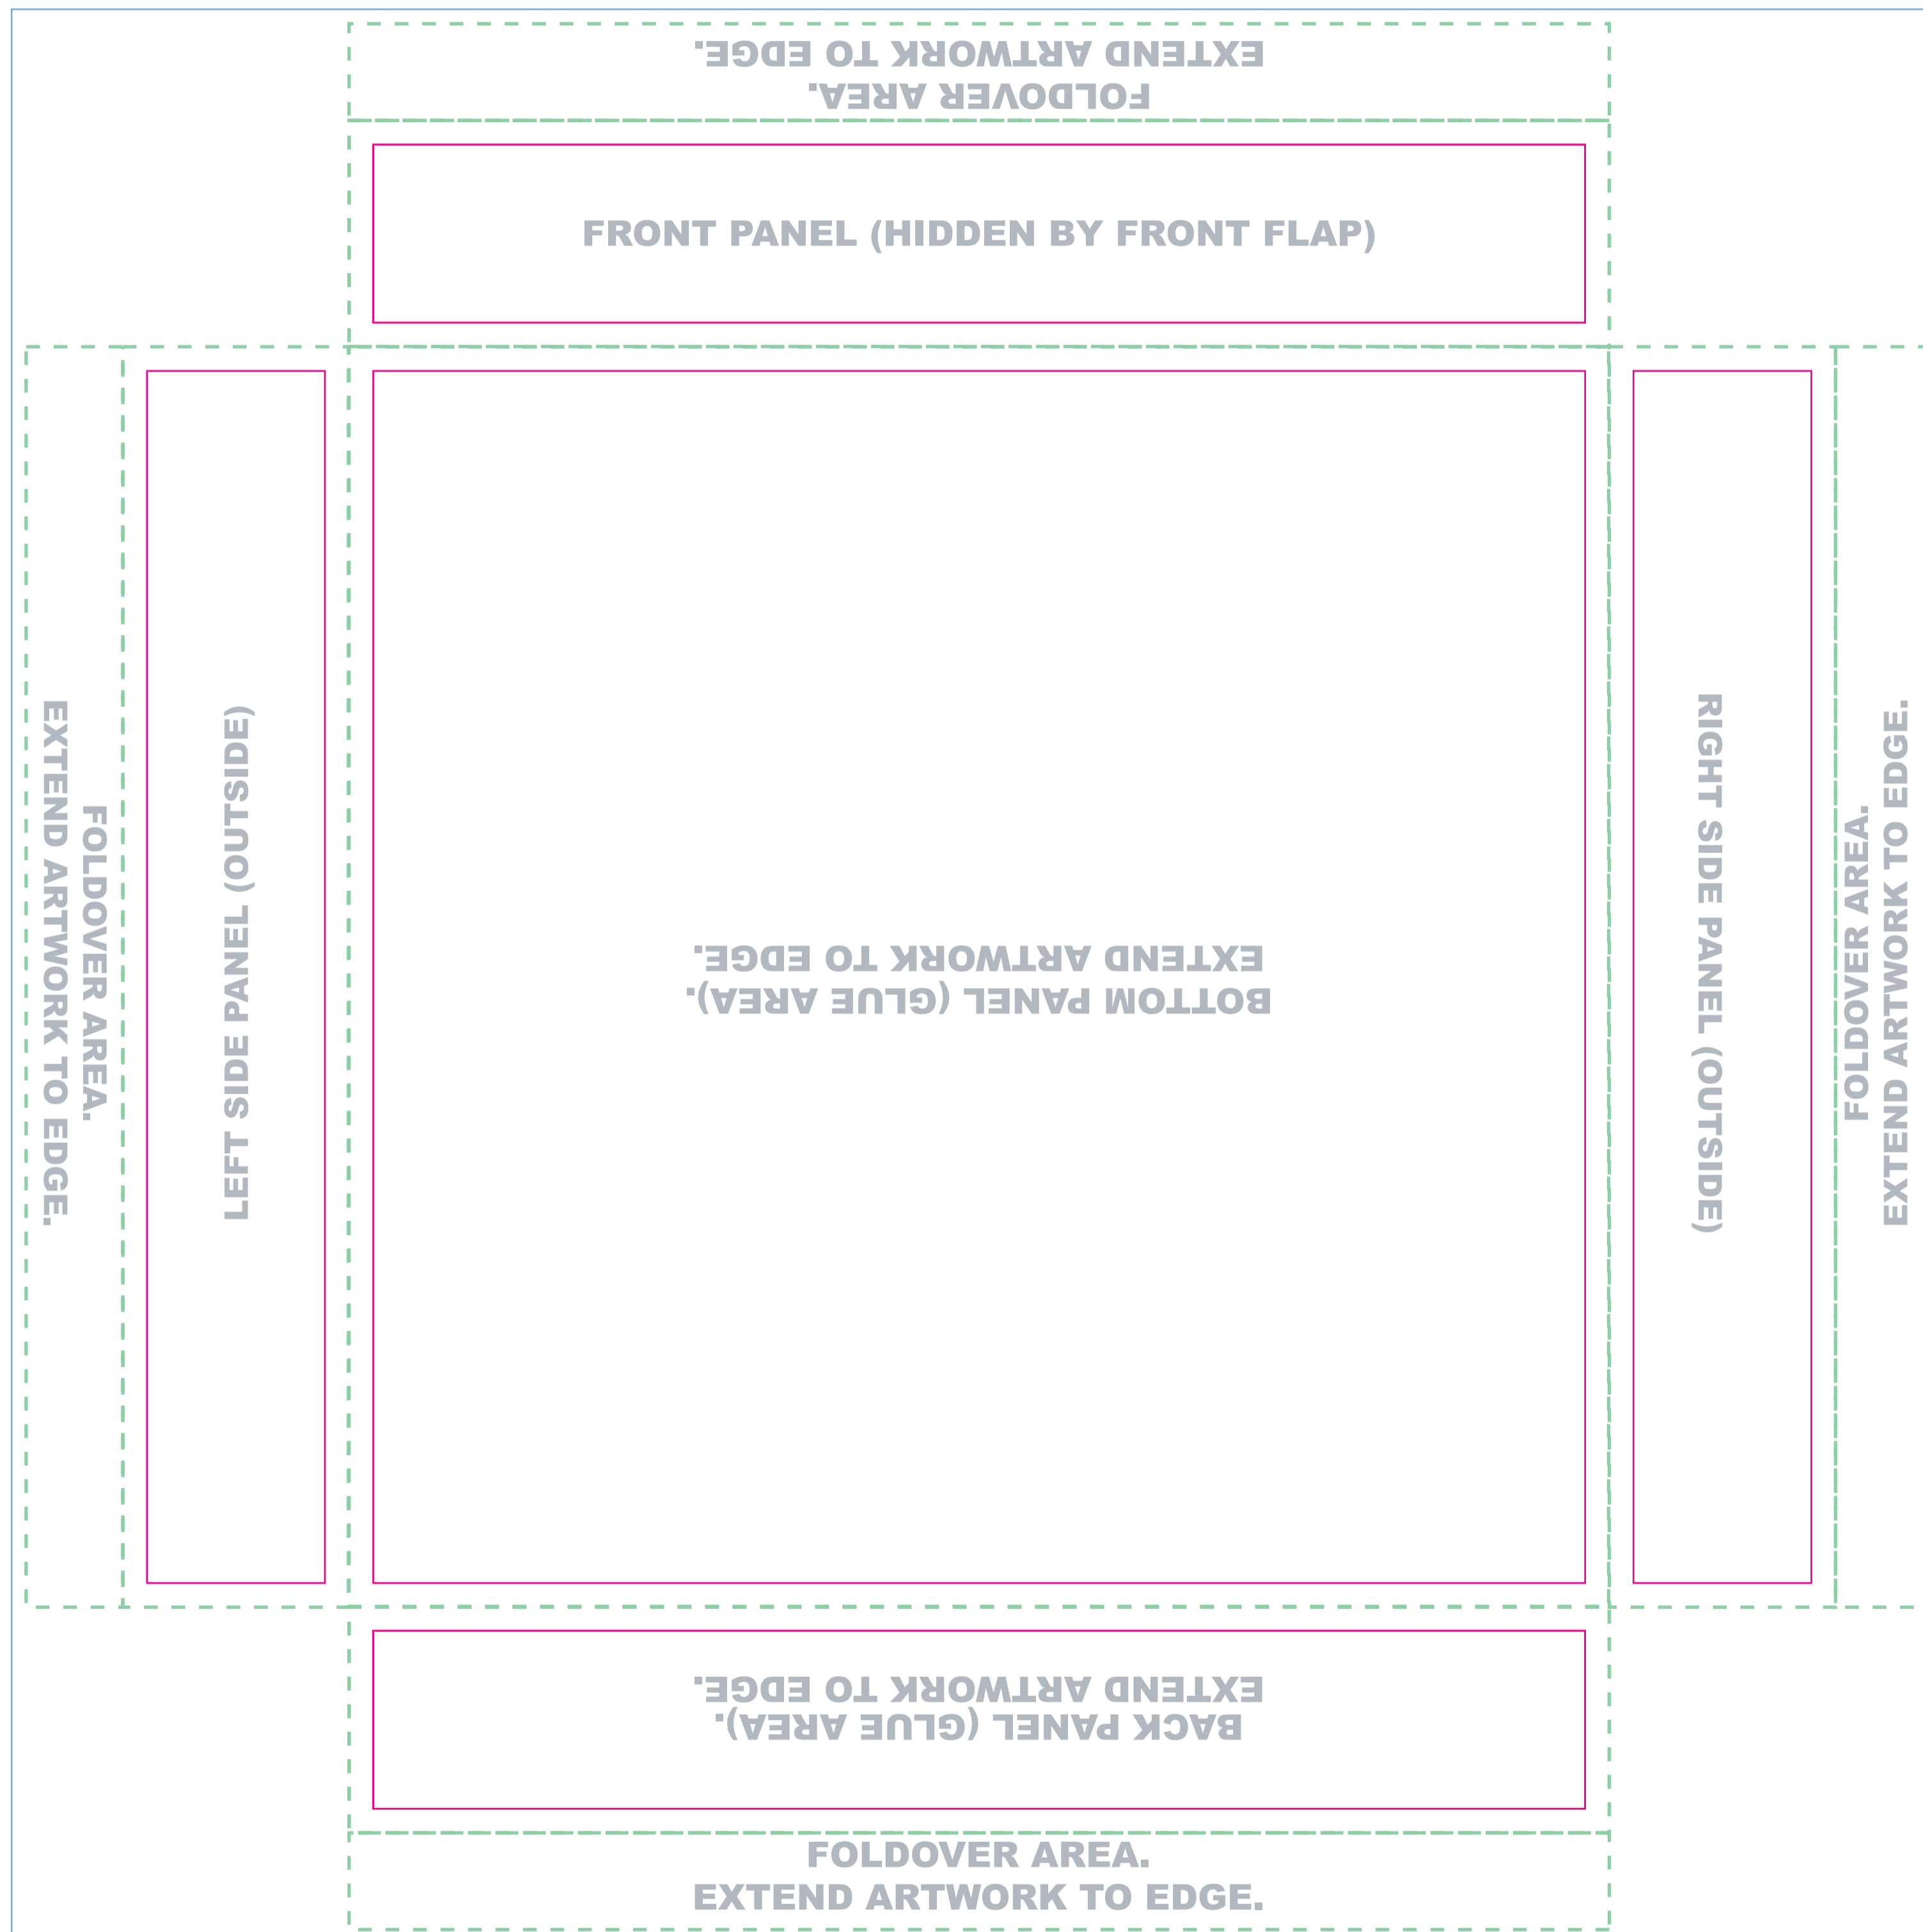 FOLDOVER AREA.
EXTEND ARTWORK TO EDGE.
FRONT PANEL (HIDDEN BY FRONT FLAP)
FOLDOVER AREA.
EXTEND ARTWORK TO EDGE.
LEFT SIDE PANEL (OUTSIDE)
BOTTOM PANEL (GLUE AREA).
EXTEND ARTWORK TO EDGE.
RIGHT SIDE PANEL (OUTSIDE)
FOLDOVER AREA.
EXTEND ARTWORK TO EDGE.
BACK PANEL (GLUE AREA).
EXTEND ARTWORK TO EDGE.
FOLDOVER AREA.
EXTEND ARTWORK TO EDGE.